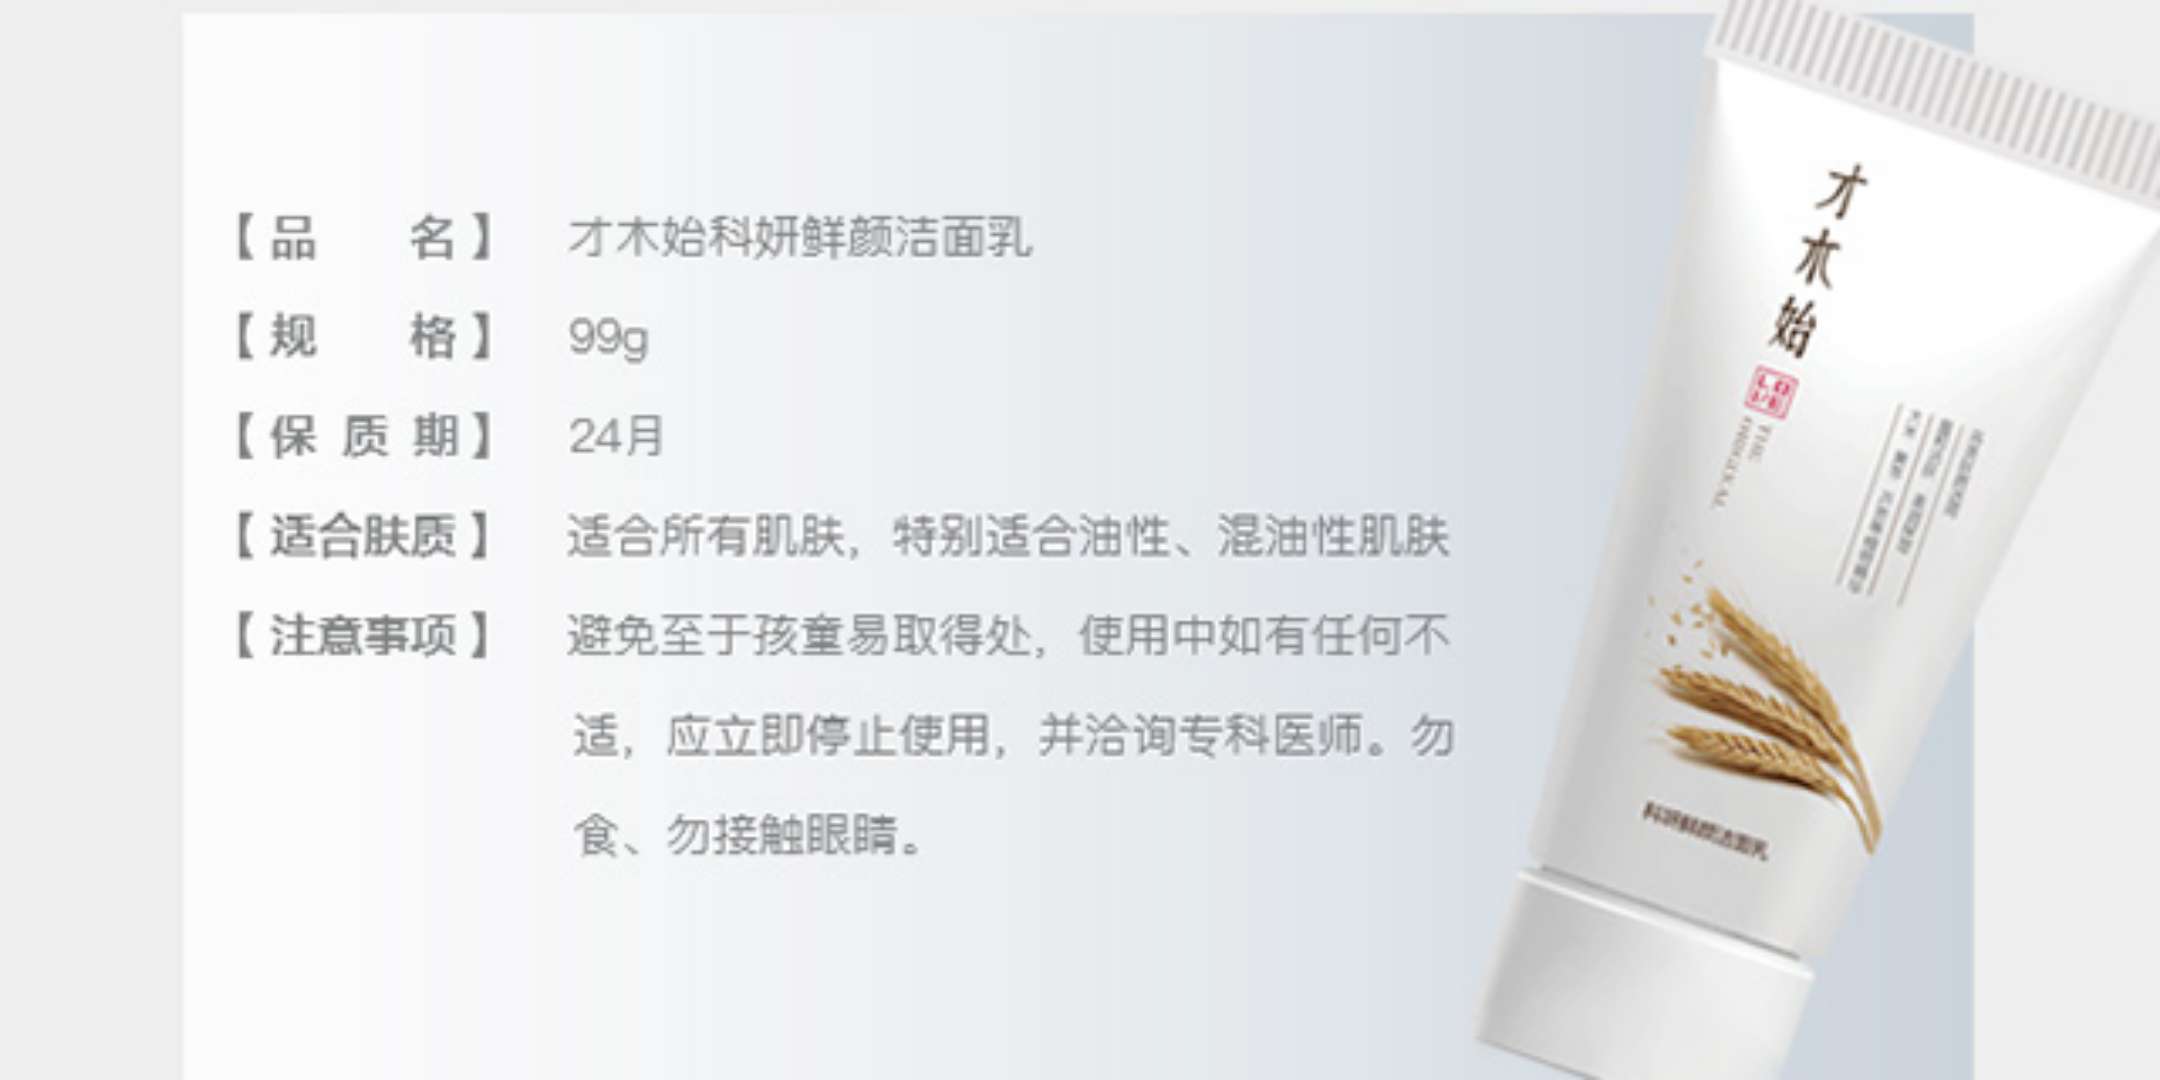 【品 名】 才木始科妍鲜颜洁面乳
【规 格】 99g
【保 质 期】 24月
【适合肤质】 适合所有肌肤，特别适合油性、混油性肌肤
【注意事项】 避免至于孩童易取得处，使用中如有任何不
适，应立即停止使用，并洽询专科医师。勿
食、勿接触眼睛。
才木始
LO
VE
THE
ORIGINAL
科妍鲜颜洁面乳